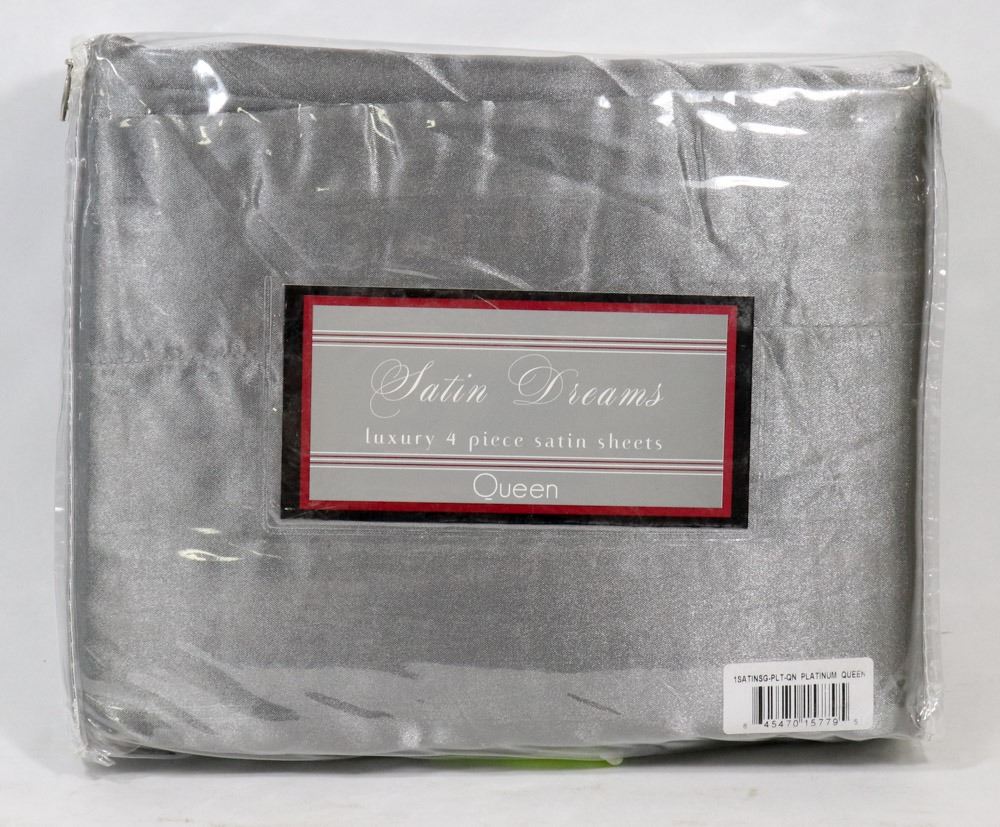 Satin Dreams
luxury 4 piece satin sheets
Queen
1SATINSG-PLT-QN PLATINUM QUEEN
6 45470 15779 5